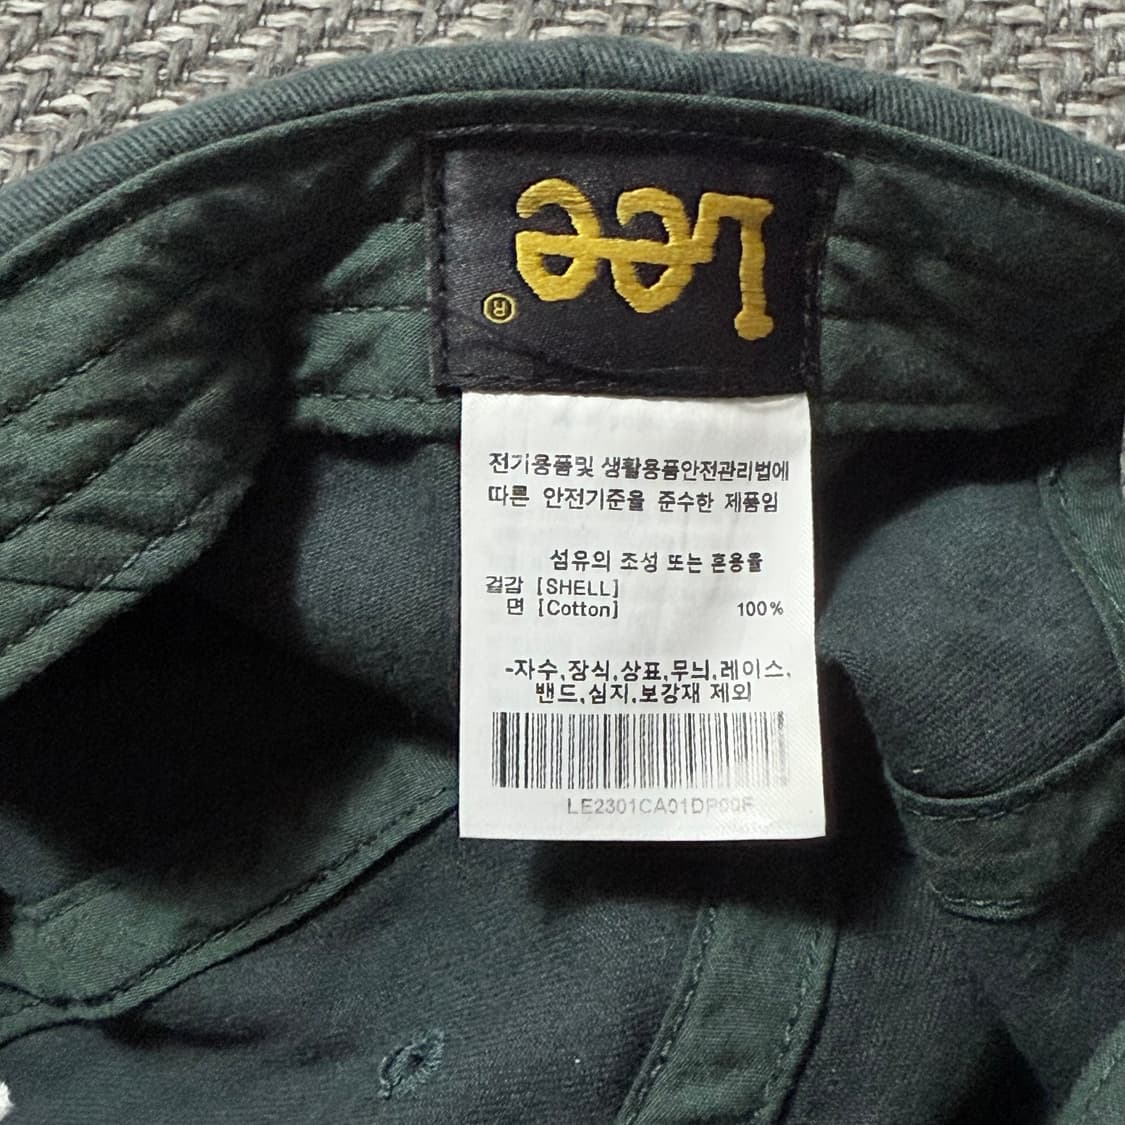 Lee
®
전기용품및 생활용품안전관리법에
따른 안전기준을 준수한 제품임
섬유의 조성 또는 혼용율
겉감 [SHELL]
면 [Cotton] 100%
-자수,장식,상표,무늬,레이스,
밴드,심지,보강재 제외